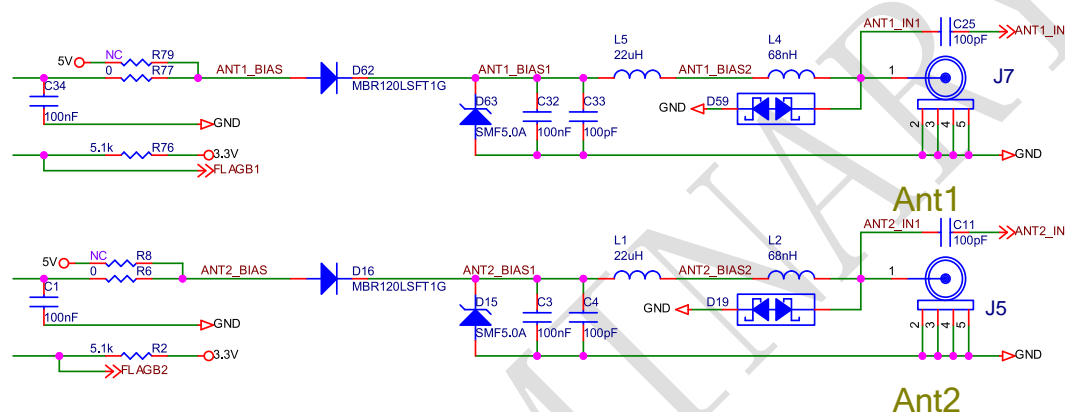 ANT1_IN1
C25
100pF
ANT1_IN
L5
22uH
L4
68nH
5V
NC
R79
0
R77
ANT1_BIAS
D62
MBR120LSFT1G
ANT1_BIAS1
ANT1_BIAS2
1
J7
C34
100nF
GND
D63
SMF5.0A
C32
100nF
C33
100pF
GND
D59
2
3
4
5
5.1k
R76
3.3V
FLAGB1
GND
Ant1
ANT2_IN1
C11
100pF
ANT2_IN
L1
22uH
L2
68nH
5V
NC
R8
0
R6
ANT2_BIAS
D16
MBR120LSFT1G
ANT2_BIAS1
ANT2_BIAS2
1
J5
C1
100nF
GND
D15
SMF5.0A
C3
100nF
C4
100pF
GND
D19
2
3
4
5
5.1k
R2
3.3V
FLAGB2
GND
Ant2